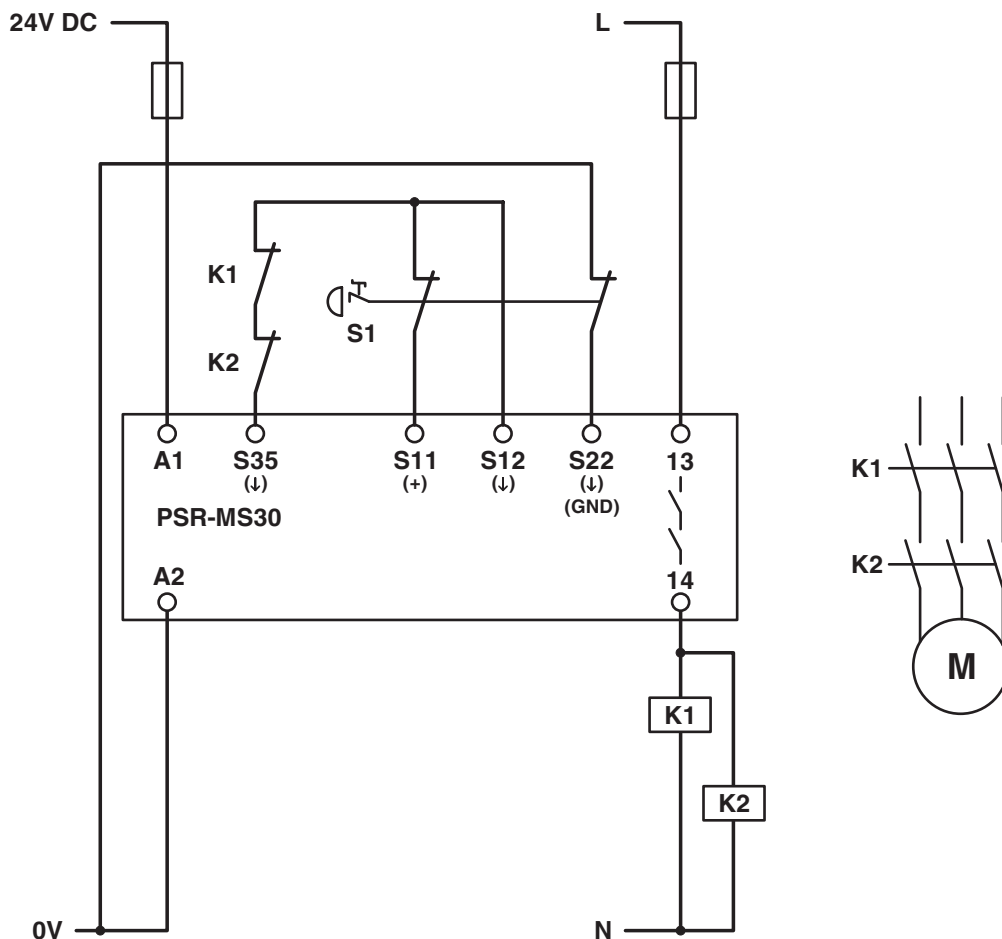 24V DC
L
K1
S1
K2
A1
S35
S11
S12
S22
13
(↓)
(+)
(↓)
(↓)
(GND)
PSR-MS30
A2
14
K1
K2
M
K1
K2
0V
N